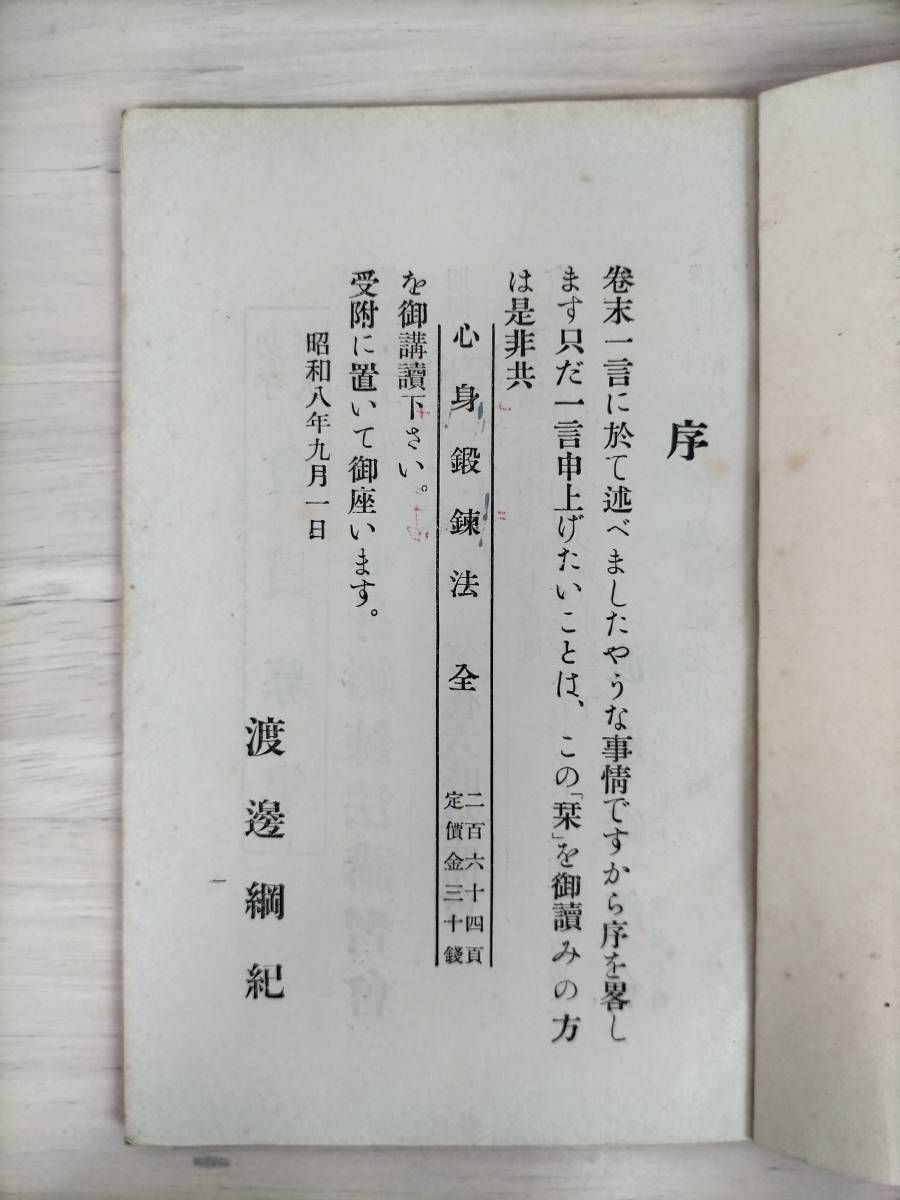 序
卷末一言に於て述べましたやうな事情ですから序を畧し
ます只だ一言申上げたいことは、この「栞」を御讀みの方
は是非共
心身鍛鍊法 全
二百六十四頁
定價金三十錢
を御講讀下さい。
受附に置いて御座います。
昭和八年九月一日
渡邊綱紀
一